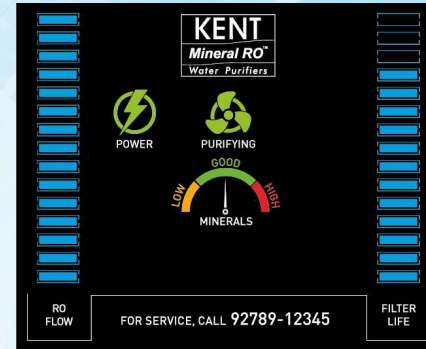 KENT
Mineral RO™
Water Purifiers
POWER
PURIFYING
LOW
GOOD
HIGH
MINERALS
RO
FLOW
FOR SERVICE, CALL 92789-12345
FILTER
LIFE